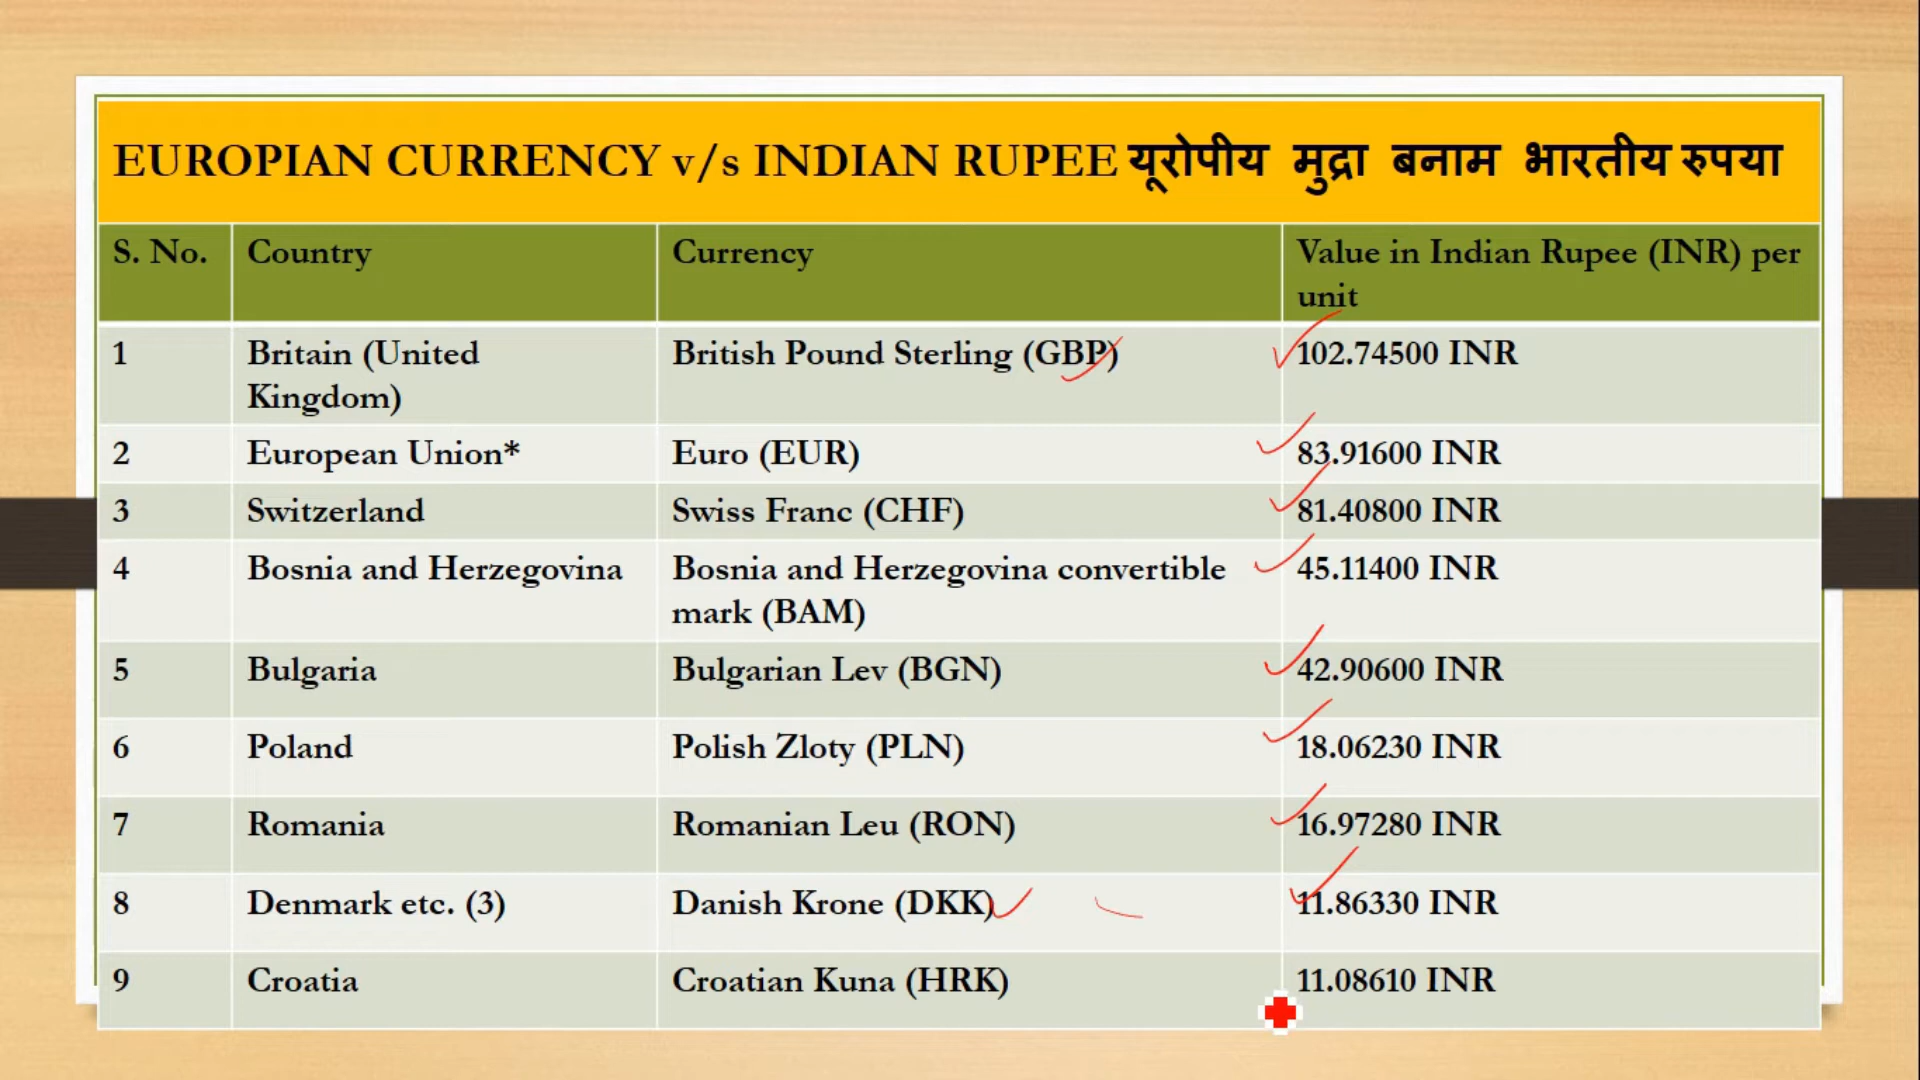 EUROPIAN CURRENCY v/s INDIAN RUPEE यूरोपीय मुद्रा बनाम भारतीय रुपया
S. No. Country Currency Value in Indian Rupee (INR) per
unit
1 Britain (United British Pound Sterling (GBP) 102.74500 INR
Kingdom)
2 European Union* Euro (EUR) 83.91600 INR
3 Switzerland Swiss Franc (CHF) 81.40800 INR
4 Bosnia and Herzegovina Bosnia and Herzegovina convertible 45.11400 INR
mark (BAM)
5 Bulgaria Bulgarian Lev (BGN) 42.90600 INR
6 Poland Polish Zloty (PLN) 18.06230 INR
7 Romania Romanian Leu (RON) 16.97280 INR
8 Denmark etc. (3) Danish Krone (DKK) 11.86330 INR
9 Croatia Croatian Kuna (HRK) 11.08610 INR